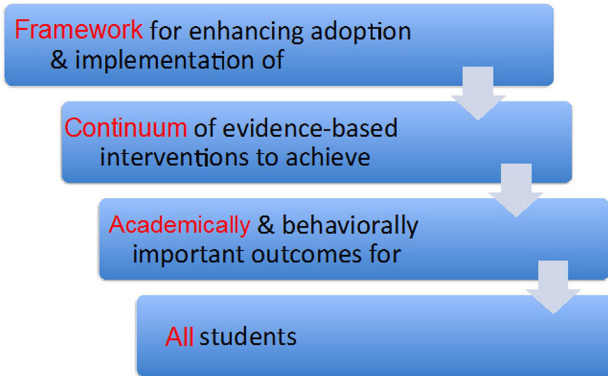 Framework for enhancing adoption
& implementation of
Continuum of evidence-based
interventions to achieve
Academically & behaviorally
important outcomes for
All students